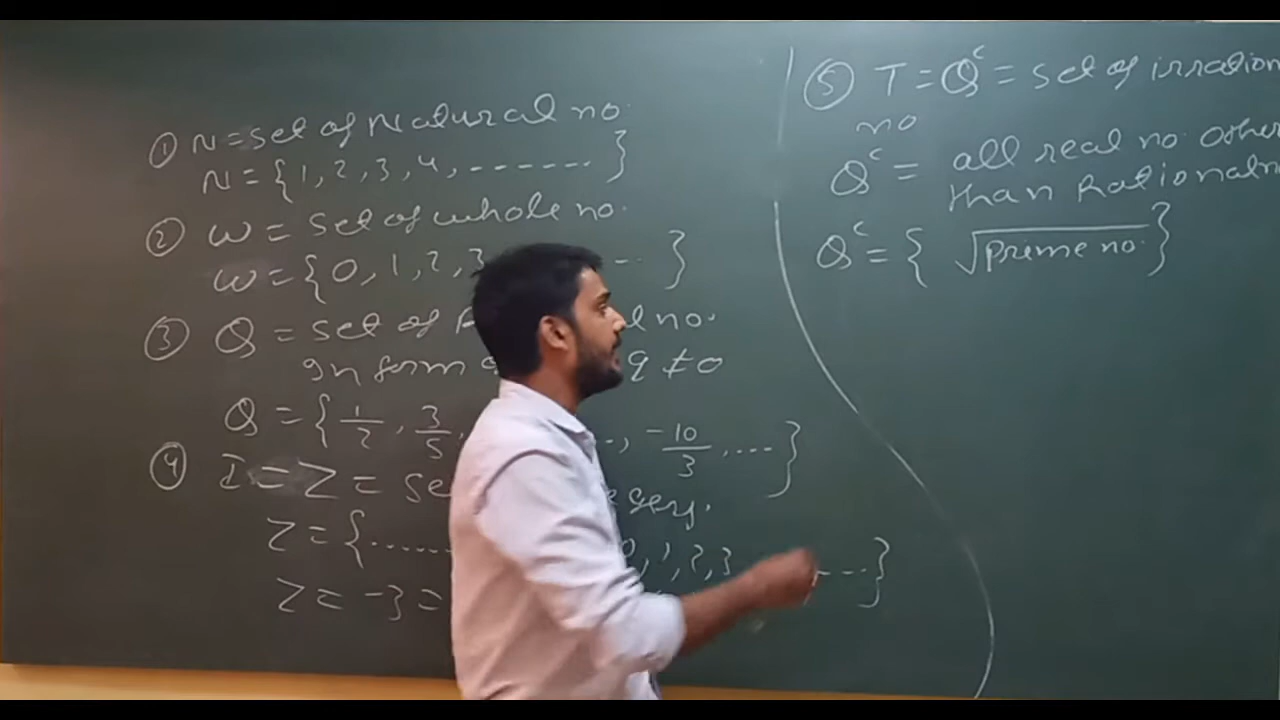 ① N = set of Natural no.
N = {1, 2, 3, 4, ------- }
② W = set of whole no.
W = {0, 1, 2, 3 -- }
③ Q = set of no.
In form q ≠ 0
Q = {1/2, 3/5, .., -10/3, ---- }
④ I = Z =
Z = {...... 0, 1, 2, 3 ---}
Z = -3 =
⑤ T = Q^c = set of irration
no
Q^c = all real no. other
than Rational n
Q^c = { √Preme no. }